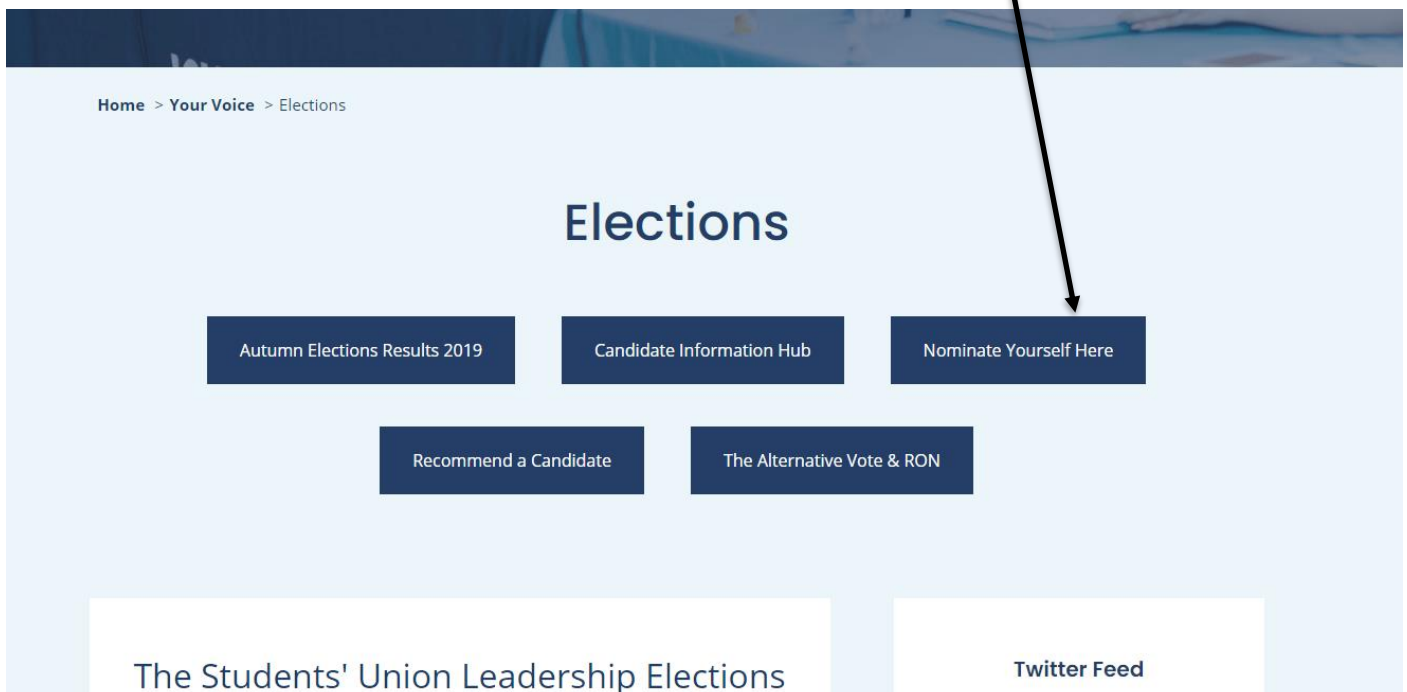 Home > Your Voice > Elections
Elections
Autumn Elections Results 2019
Candidate Information Hub
Nominate Yourself Here
Recommend a Candidate
The Alternative Vote & RON
The Students' Union Leadership Elections
Twitter Feed